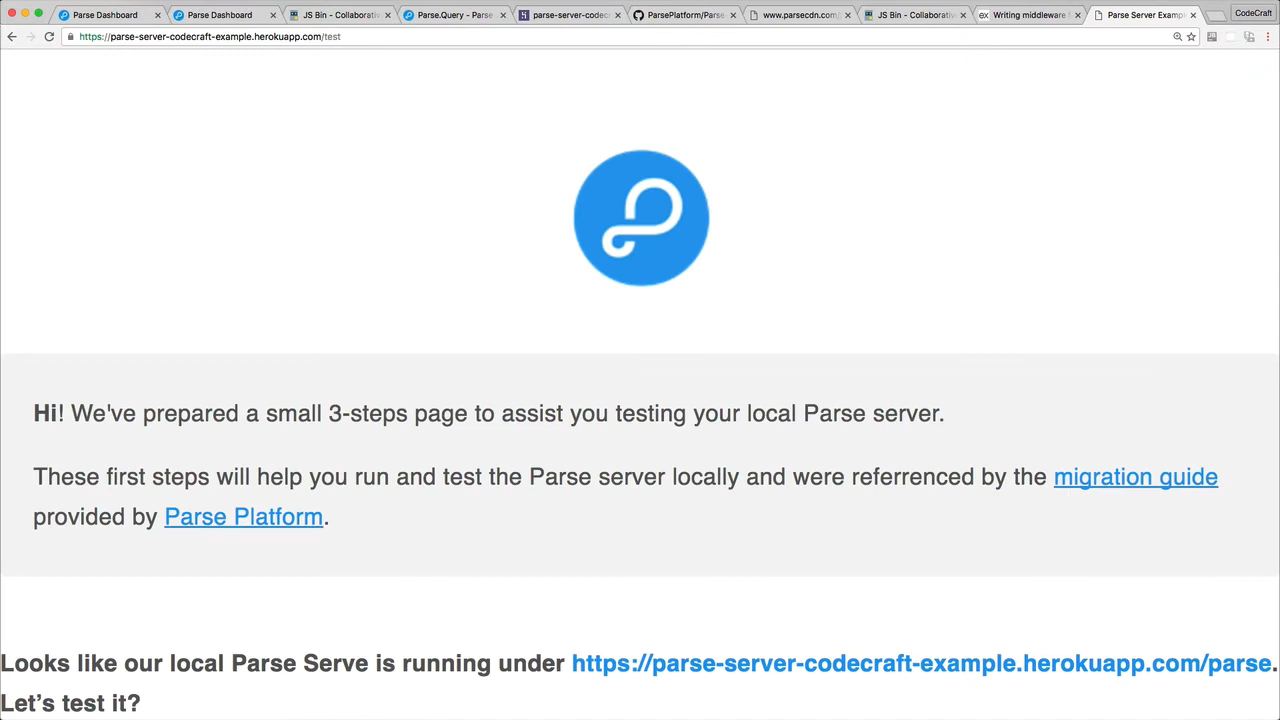 Parse Dashboard
Parse Dashboard
JS Bin - Collaborativ
Parse.Query - Parse
parse-server-codecr
ParsePlatform/Parse
www.parsecdn.com/
JS Bin - Collaborativ
Writing middleware f
Parse Server Exampl
CodeCraft
https://parse-server-codecraft-example.herokuapp.com/test
Hi! We've prepared a small 3-steps page to assist you testing your local Parse server.
These first steps will help you run and test the Parse server locally and were referrenced by the migration guide
provided by Parse Platform.
Looks like our local Parse Serve is running under https://parse-server-codecraft-example.herokuapp.com/parse.
Let’s test it?